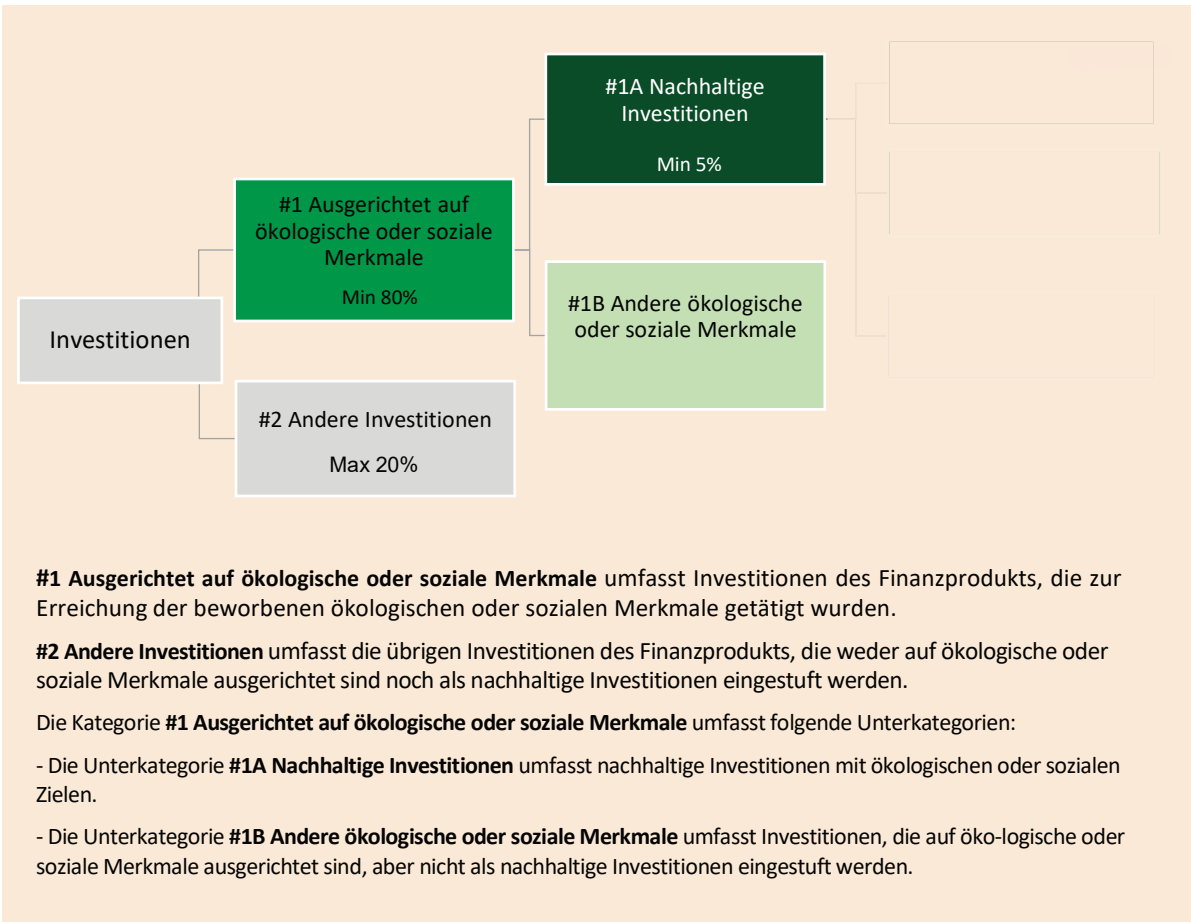 #1A Nachhaltige
Investitionen
Min 5%
#1 Ausgerichtet auf
ökologische oder soziale
Merkmale
Min 80%
#1B Andere ökologische
oder soziale Merkmale
Investitionen
#2 Andere Investitionen
Max 20%
#1 Ausgerichtet auf ökologische oder soziale Merkmale umfasst Investitionen des Finanzprodukts, die zur
Erreichung der beworbenen ökologischen oder sozialen Merkmale getätigt wurden.
#2 Andere Investitionen umfasst die übrigen Investitionen des Finanzprodukts, die weder auf ökologische oder
soziale Merkmale ausgerichtet sind noch als nachhaltige Investitionen eingestuft werden.
Die Kategorie #1 Ausgerichtet auf ökologische oder soziale Merkmale umfasst folgende Unterkategorien:
- Die Unterkategorie #1A Nachhaltige Investitionen umfasst nachhaltige Investitionen mit ökologischen oder sozialen
Zielen.
- Die Unterkategorie #1B Andere ökologische oder soziale Merkmale umfasst Investitionen, die auf öko-logische oder
soziale Merkmale ausgerichtet sind, aber nicht als nachhaltige Investitionen eingestuft werden.